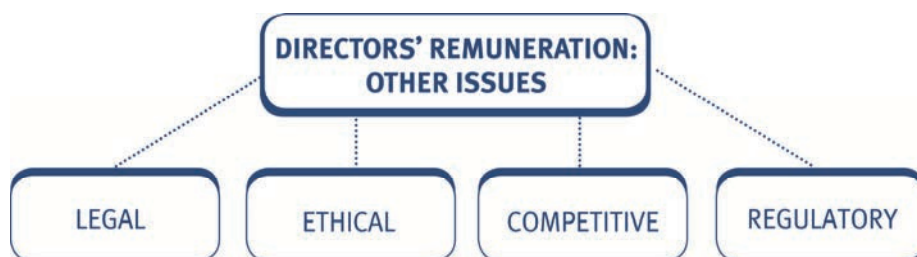 DIRECTORS’ REMUNERATION:
OTHER ISSUES
LEGAL
ETHICAL
COMPETITIVE
REGULATORY